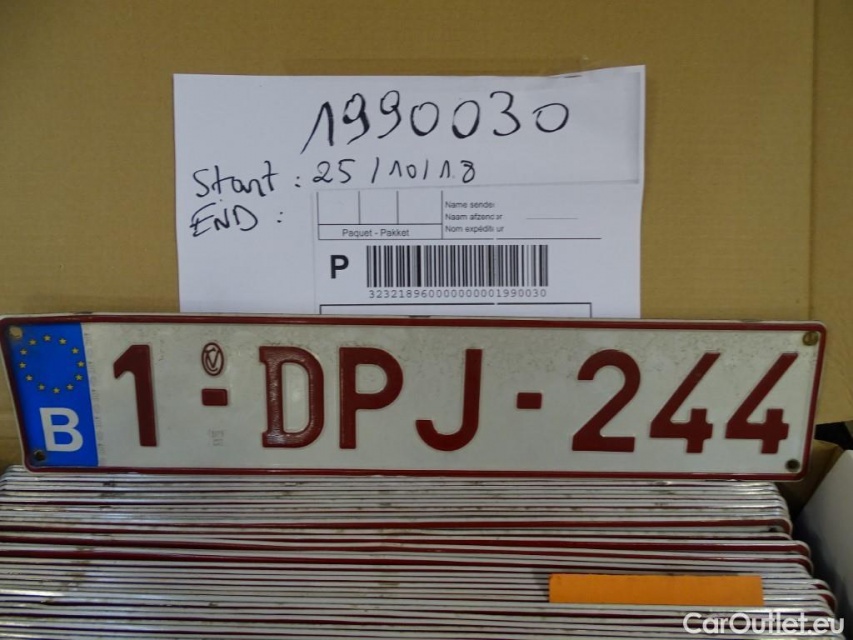 1990030
Start: 25/10/18
END:
Name sender
Naam afzender
Nom expéditeur
Paquet - Pakket
P
323218960000000001990030
B 1-DPJ-244
CarOutlet.eu